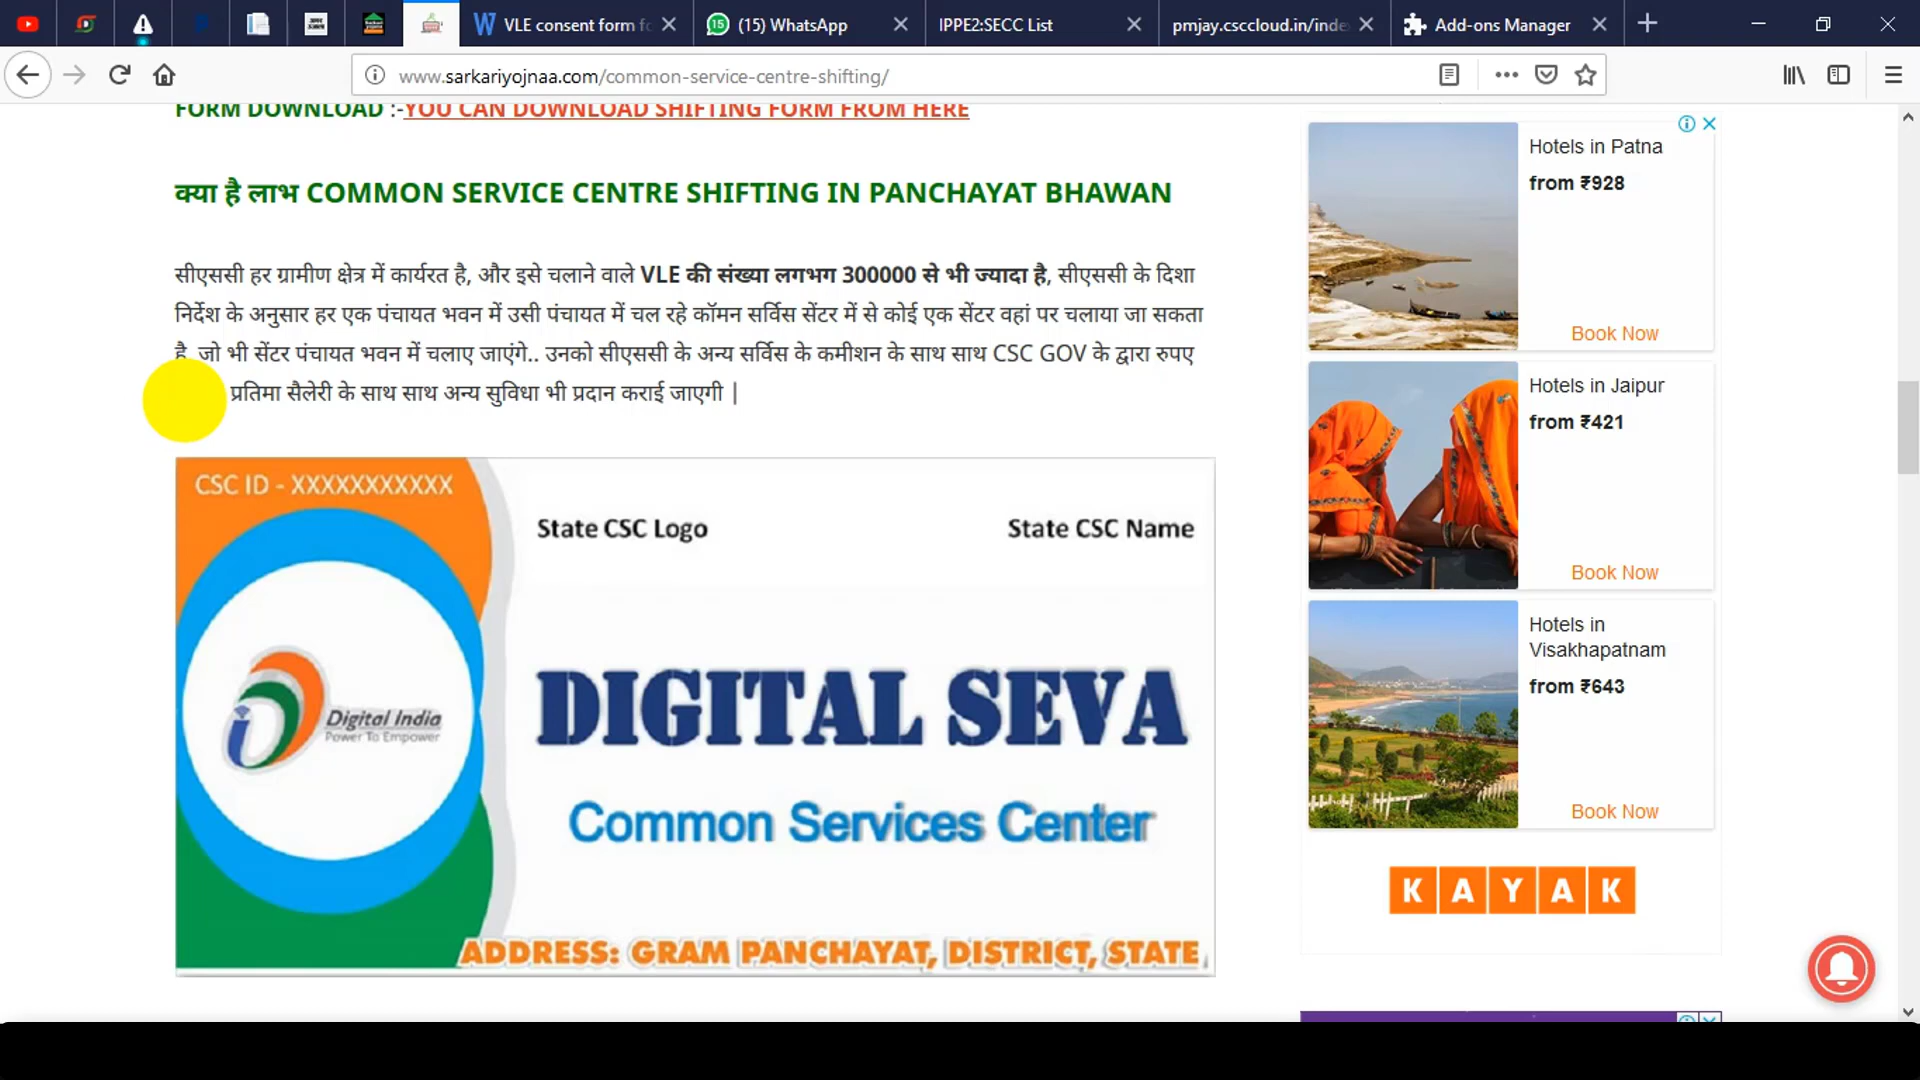 VLE consent form fo
(15) WhatsApp
IPPE2:SECC List
pmjay.csccloud.in/inde
Add-ons Manager
www.sarkariyojnaa.com/common-service-centre-shifting/
FORM DOWNLOAD :-YOU CAN DOWNLOAD SHIFTING FORM FROM HERE
क्या है लाभ COMMON SERVICE CENTRE SHIFTING IN PANCHAYAT BHAWAN
सीएससी हर ग्रामीण क्षेत्र में कार्यरत है, और इसे चलाने वाले VLE की संख्या लगभग 300000 से भी ज्यादा है, सीएससी के दिशा
निर्देश के अनुसार हर एक पंचायत भवन में उसी पंचायत में चल रहे कॉमन सर्विस सेंटर में से कोई एक सेंटर वहां पर चलाया जा सकता
है, जो भी सेंटर पंचायत भवन में चलाए जाएंगे.. उनको सीएससी के अन्य सर्विस के कमीशन के साथ साथ CSC GOV के द्वारा रुपए
प्रतिमा सैलेरी के साथ साथ अन्य सुविधा भी प्रदान कराई जाएगी |
CSC ID - XXXXXXXXXXX
State CSC Logo
State CSC Name
Digital India
Power To Empower
DIGITAL SEVA
Common Services Center
ADDRESS: GRAM PANCHAYAT, DISTRICT, STATE
Hotels in Patna
from ₹928
Book Now
Hotels in Jaipur
from ₹421
Book Now
Hotels in
Visakhapatnam
from ₹643
Book Now
KAYAK